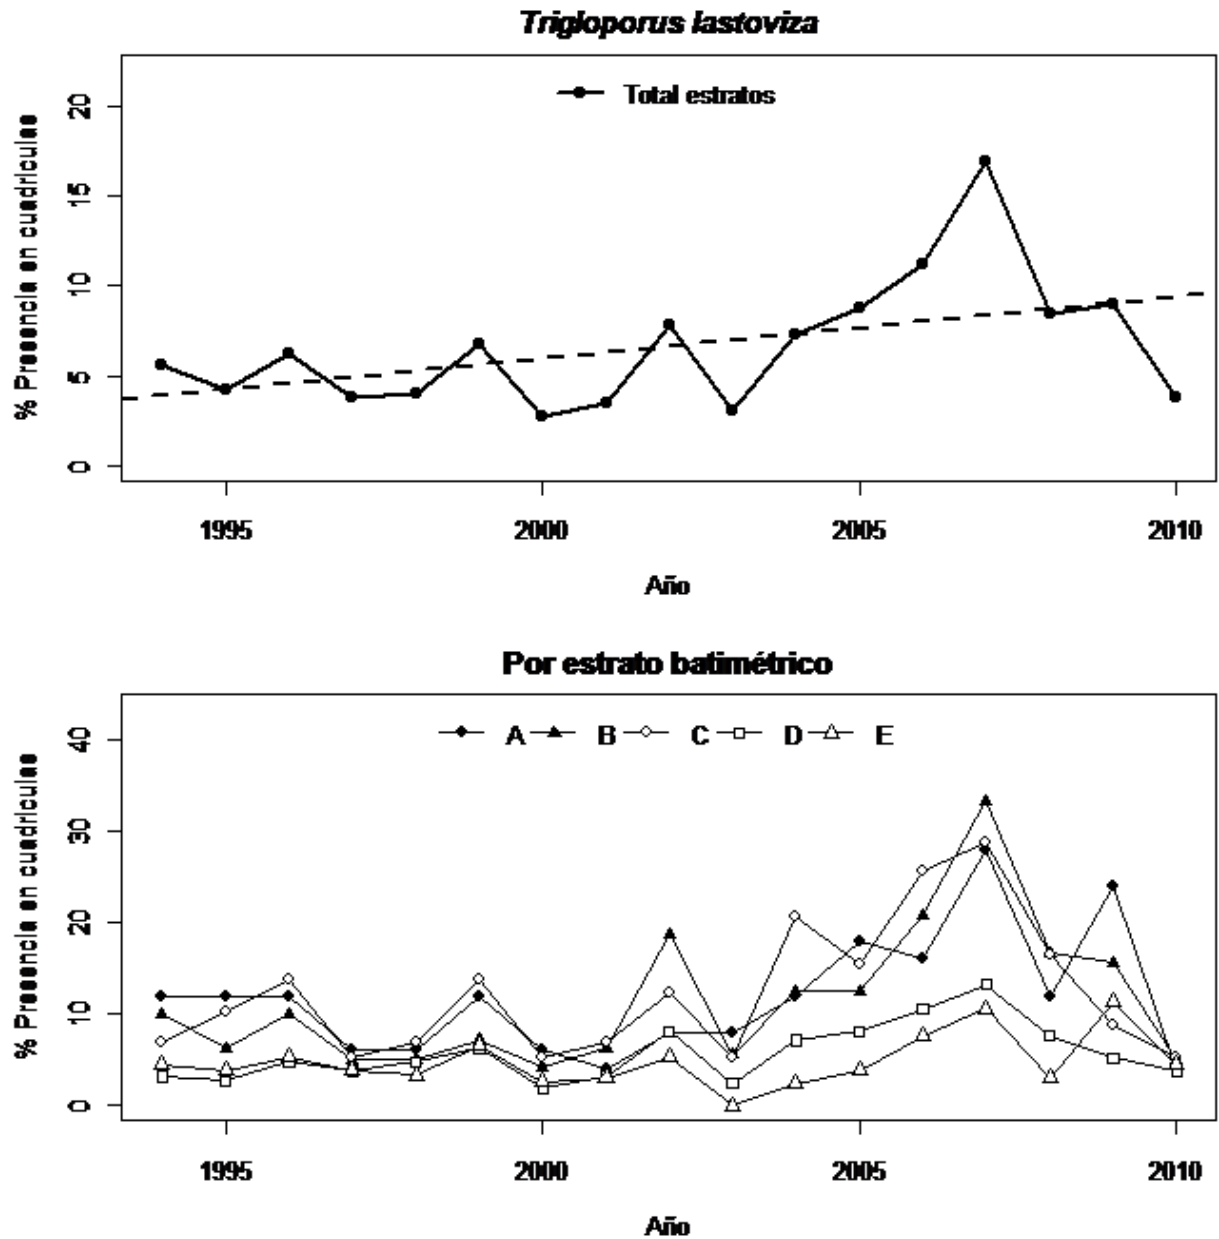 Trigloporus lastoviza
Total estratos
% Presencia en cuadrículas
20
15
10
5
0
1995 2000 2005 2010
Año
Por estrato batimétrico
A B C D E
% Presencia en cuadrículas
40
30
20
10
0
1995 2000 2005 2010
Año